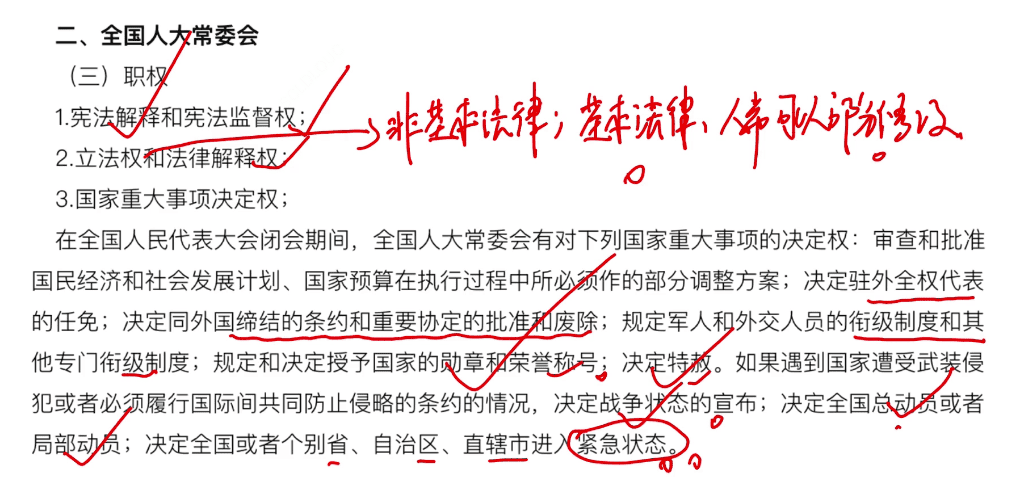 二、全国人大常委会
（三）职权
1.宪法解释和宪法监督权；
非基本法律；基本法律、人大可以部分修改
2.立法权和法律解释权；
3.国家重大事项决定权；
在全国人民代表大会闭会期间，全国人大常委会有对下列国家重大事项的决定权：审查和批准
国民经济和社会发展计划、国家预算在执行过程中所必须作的部分调整方案；决定驻外全权代表
的任免；决定同外国缔结的条约和重要协定的批准和废除；规定军人和外交人员的衔级制度和其
他专门衔级制度；规定和决定授予国家的勋章和荣誉称号；决定特赦。如果遇到国家遭受武装侵
犯或者必须履行国际间共同防止侵略的条约的情况，决定战争状态的宣布；决定全国总动员或者
局部动员；决定全国或者个别省、自治区、直辖市进入紧急状态。